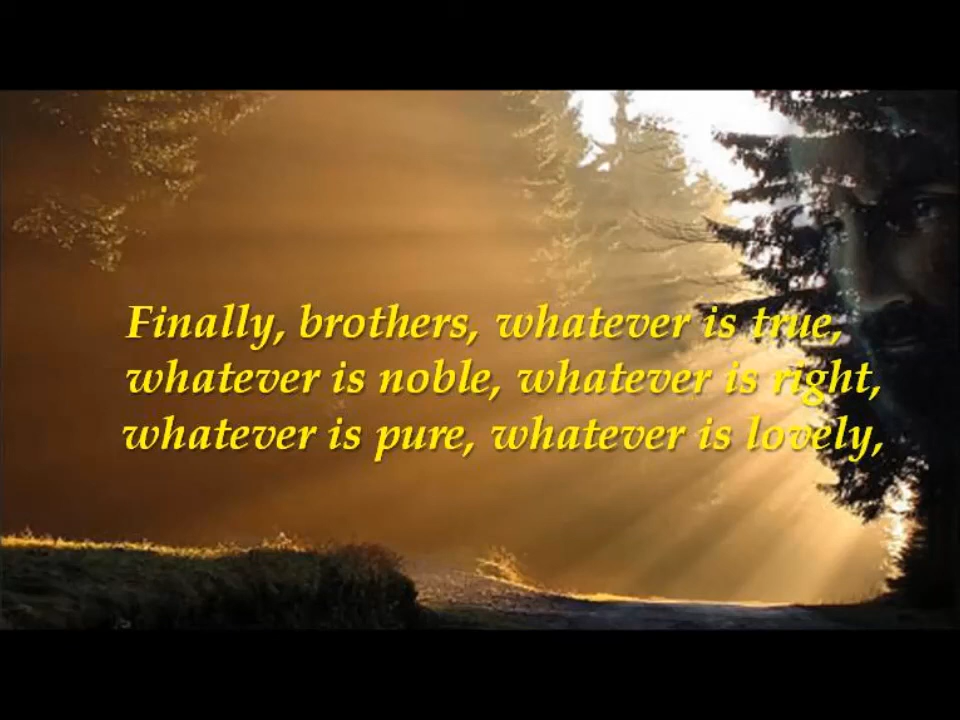 Finally, brothers, whatever is true,
whatever is noble, whatever is right,
whatever is pure, whatever is lovely,